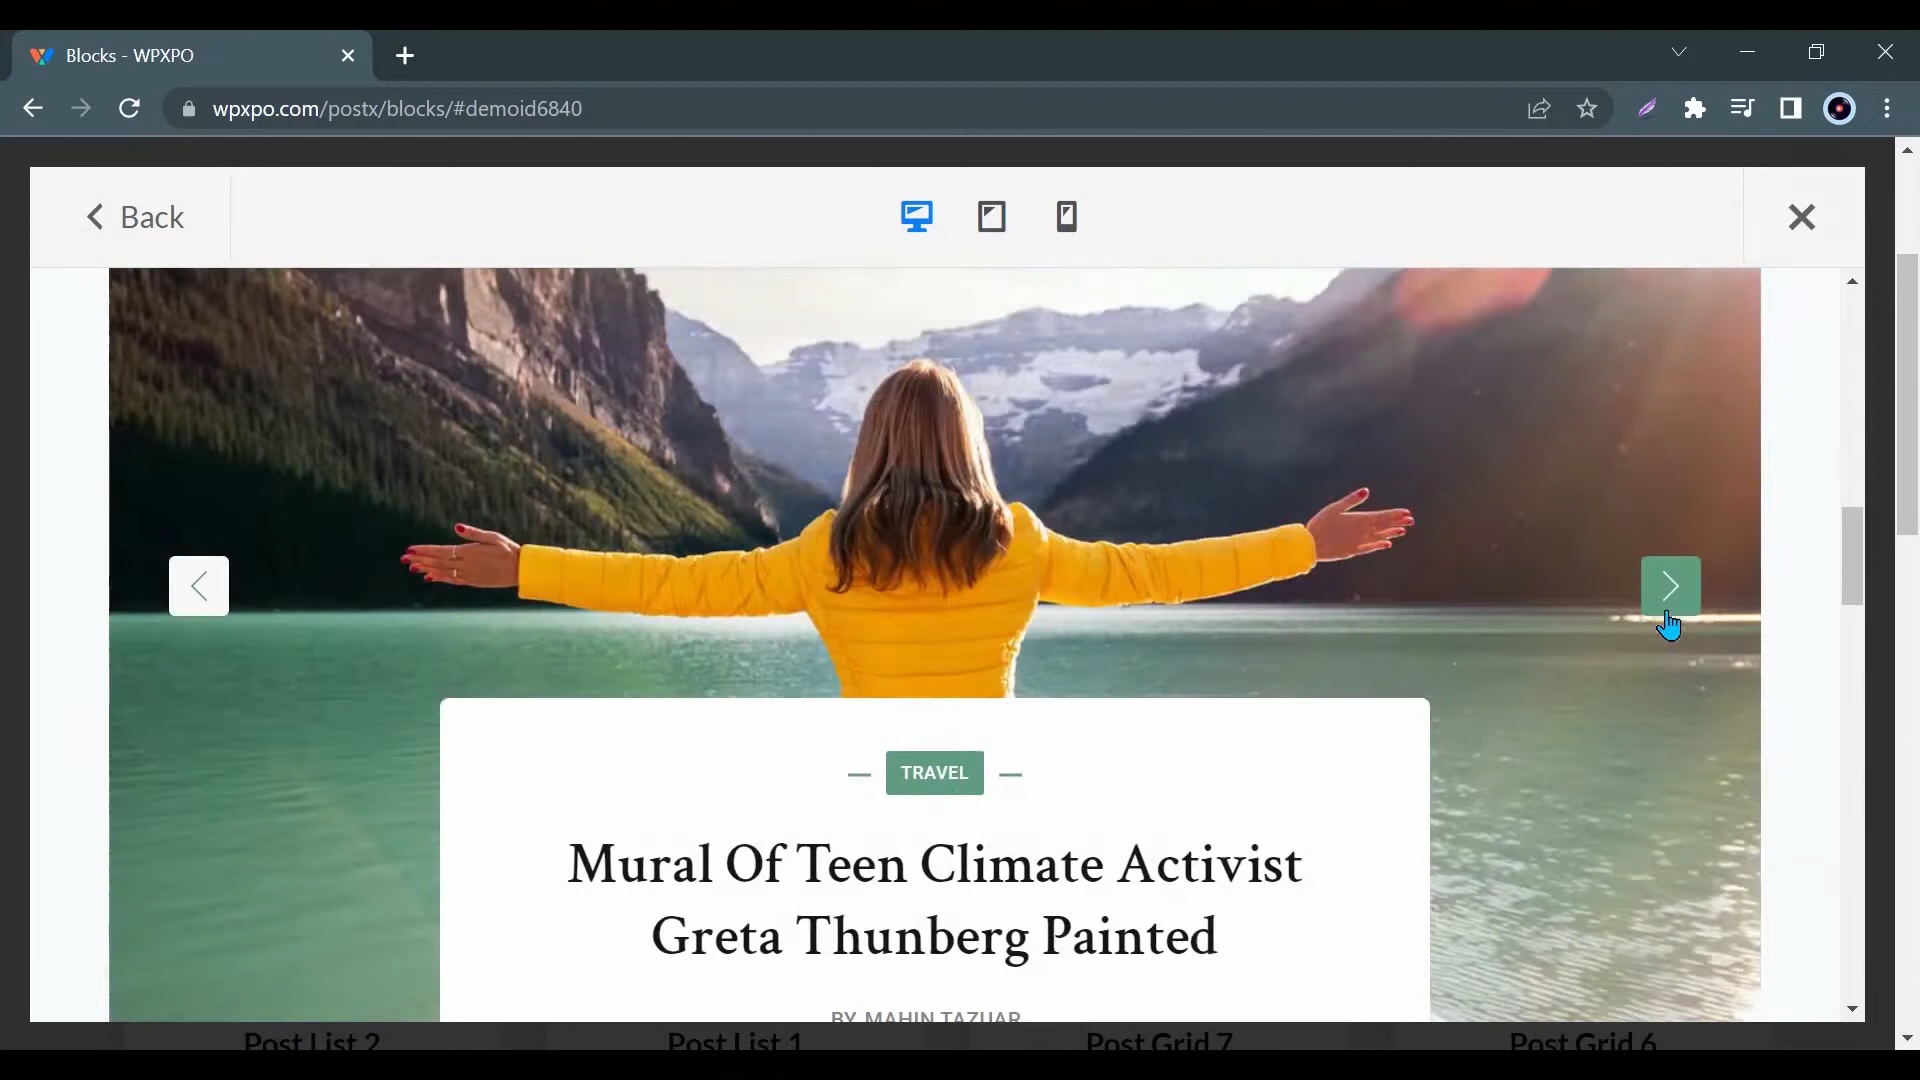 Blocks - WPXPO
wpxpo.com/postx/blocks/#demoid6840
Back
TRAVEL
Mural Of Teen Climate Activist
Greta Thunberg Painted
BY MAHIN TAZUAR
Post List 2
Post List 1
Post Grid 7
Post Grid 6